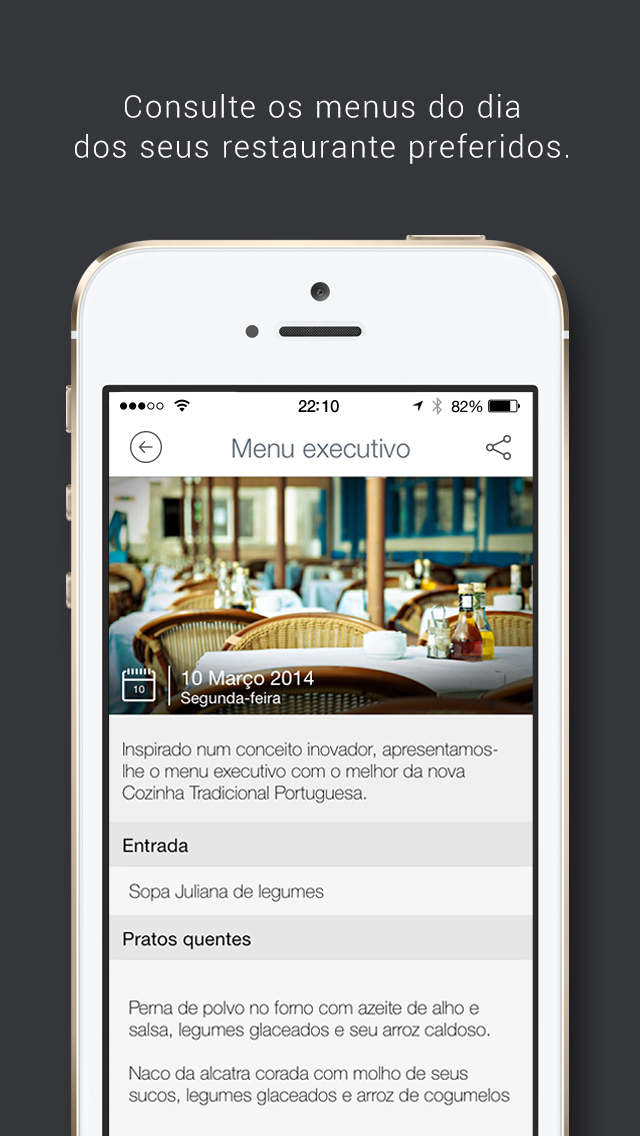 Consulte os menus do dia
dos seus restaurante preferidos.
22:10
82%
Menu executivo
10
10 Março 2014
Segunda-feira
Inspirado num conceito inovador, apresentamos-
lhe o menu executivo com o melhor da nova
Cozinha Tradicional Portuguesa.
Entrada
Sopa Juliana de legumes
Pratos quentes
Perna de polvo no forno com azeite de alho e
salsa, legumes glaceados e seu arroz caldoso.
Naco da alcatra corada com molho de seus
sucos, legumes glaceados e arroz de cogumelos